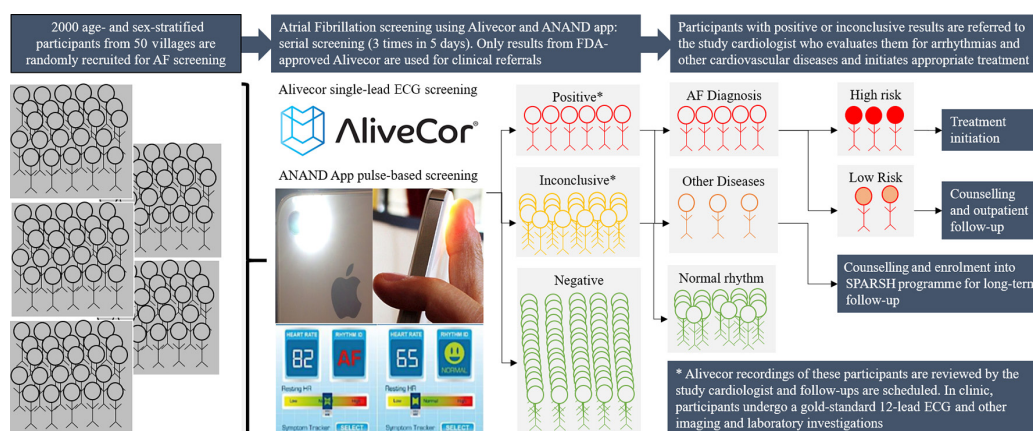 2000 age- and sex-stratified
participants from 50 villages are
randomly recruited for AF screening
Atrial Fibrillation screening using Alivecor and ANAND app:
serial screening (3 times in 5 days). Only results from FDA-
approved Alivecor are used for clinical referrals
Participants with positive or inconclusive results are referred
to the study cardiologist who evaluates them for arrhythmias and
other cardiovascular diseases and initiates appropriate treatment
Alivecor single-lead ECG screening
AliveCor®
ANAND App pulse-based screening
HEART RATE
RHYTHM ID
82
AF
Resting HR
Low
Normal
High
Symptom Tracker
SELECT
HEART RATE
RHYTHM ID
65
NORMAL
Resting HR
Low
Normal
High
Symptom Tracker
SELECT
Positive*
Inconclusive*
Negative
AF Diagnosis
Other Diseases
Normal rhythm
High risk
Low Risk
Treatment
initiation
Counselling
and outpatient
follow-up
Counselling and enrolment into
SPARSH programme for long-term
follow-up
* Alivecor recordings of these participants are reviewed by the
study cardiologist and follow-ups are scheduled. In clinic,
participants undergo a gold-standard 12-lead ECG and other
imaging and laboratory investigations